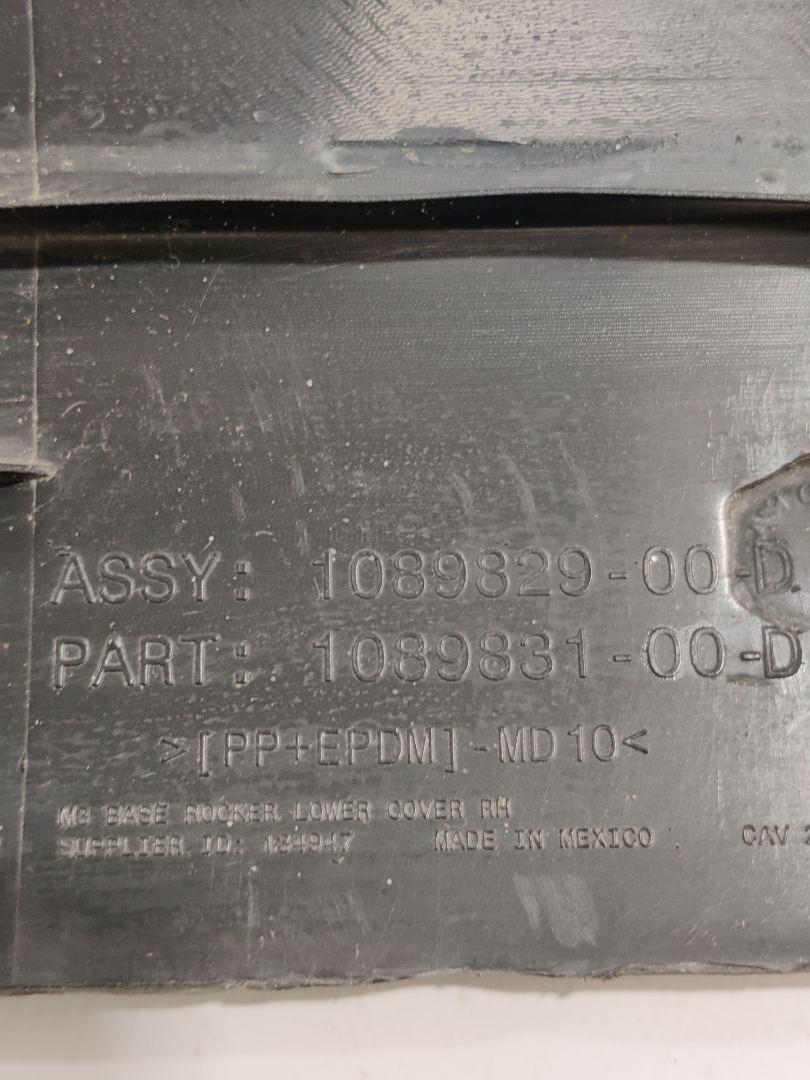 ASSY: 1089829-00-D
PART: 1089831-00-D
>[PP+EPDM]-MD10<
M3 BASE ROCKER LOWER COVER RH
SUPPLIER ID: MADE IN MEXICO CAV